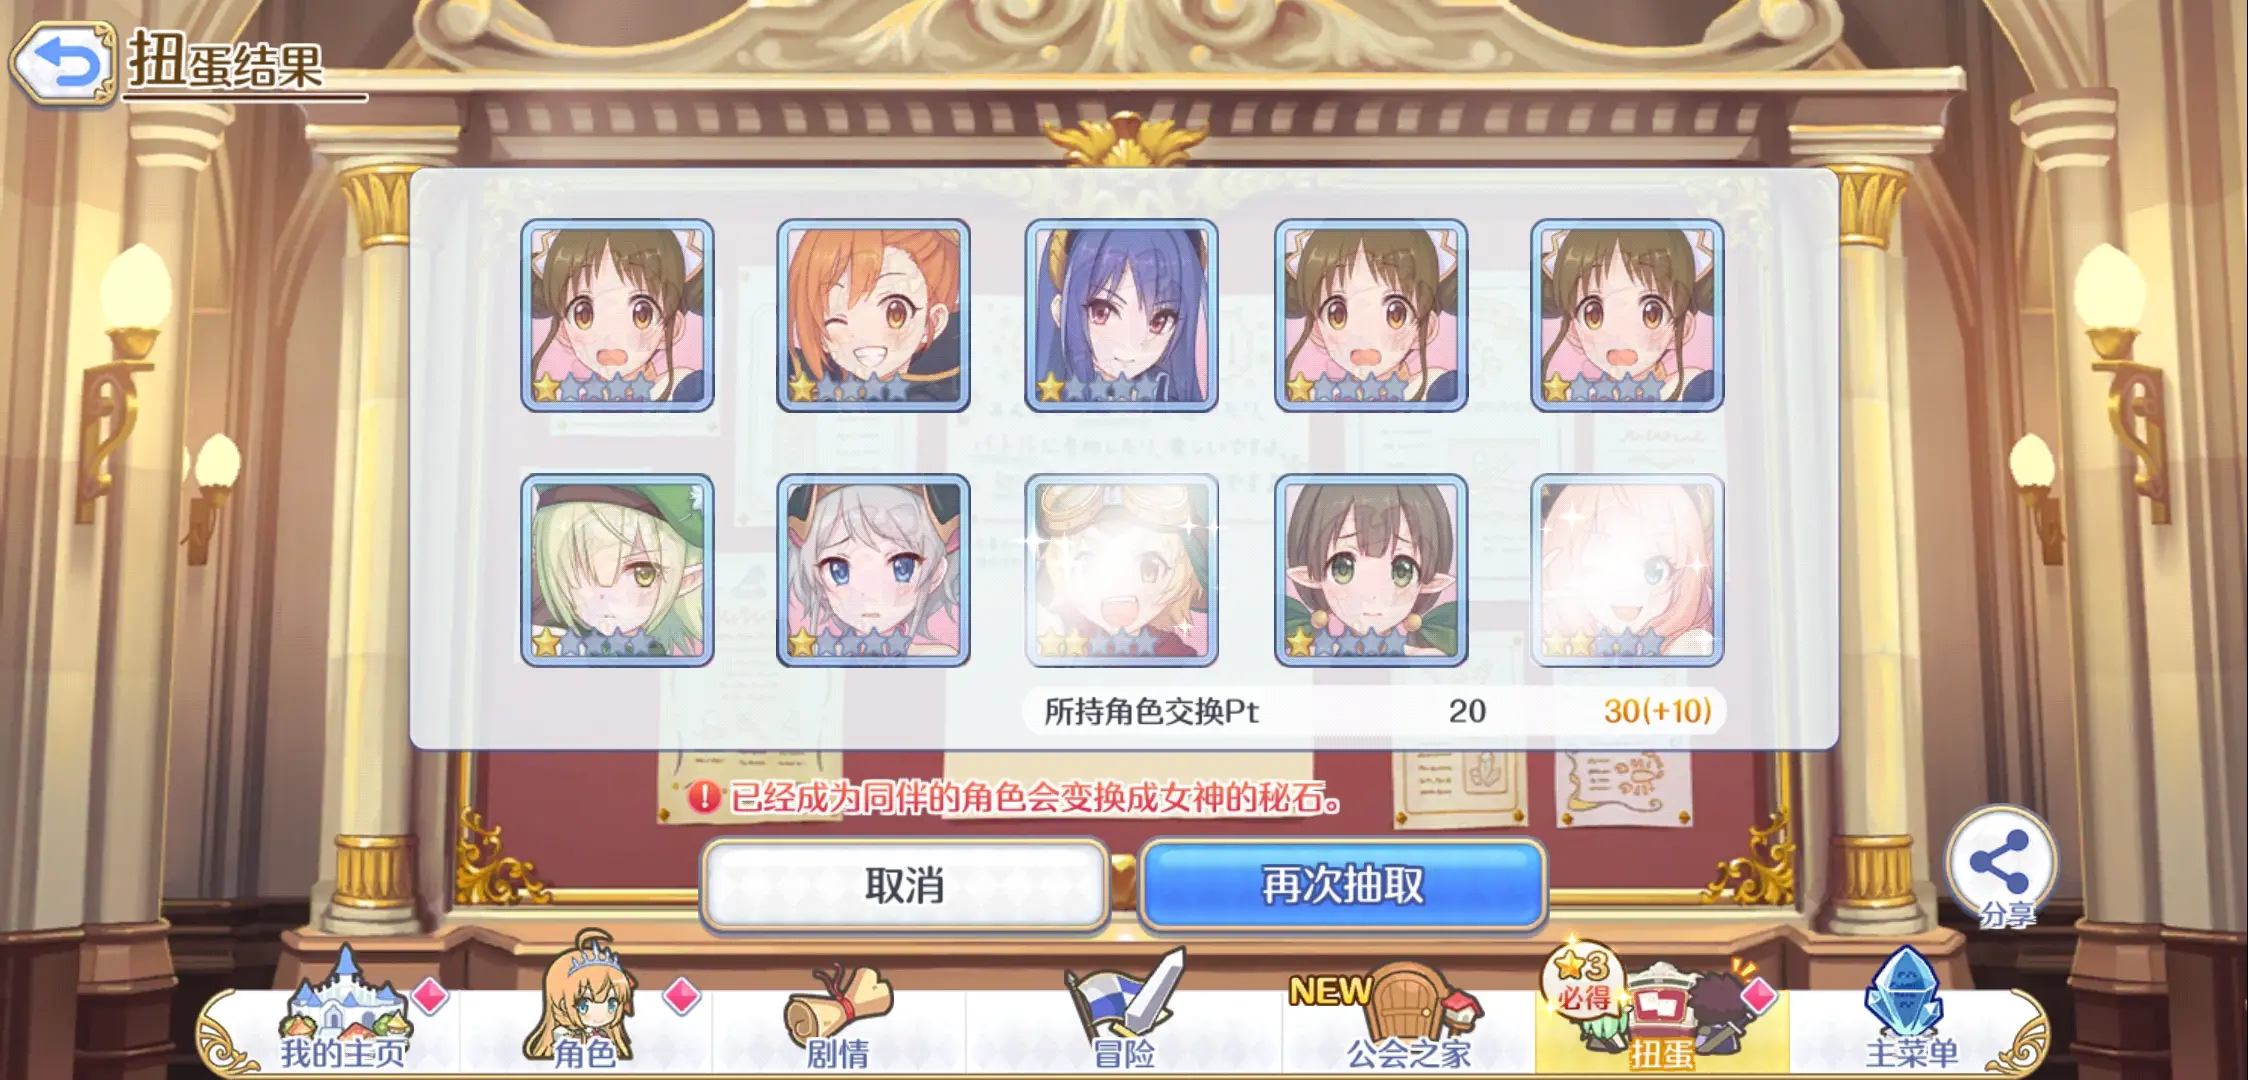 扭蛋结果
所持角色交换Pt 20 30(+10)
已经成为同伴的角色会变换成女神的秘石。
取消
再次抽取
分享
我的主页
角色
剧情
冒险
NEW
公会之家
3
必得
扭蛋
主菜单